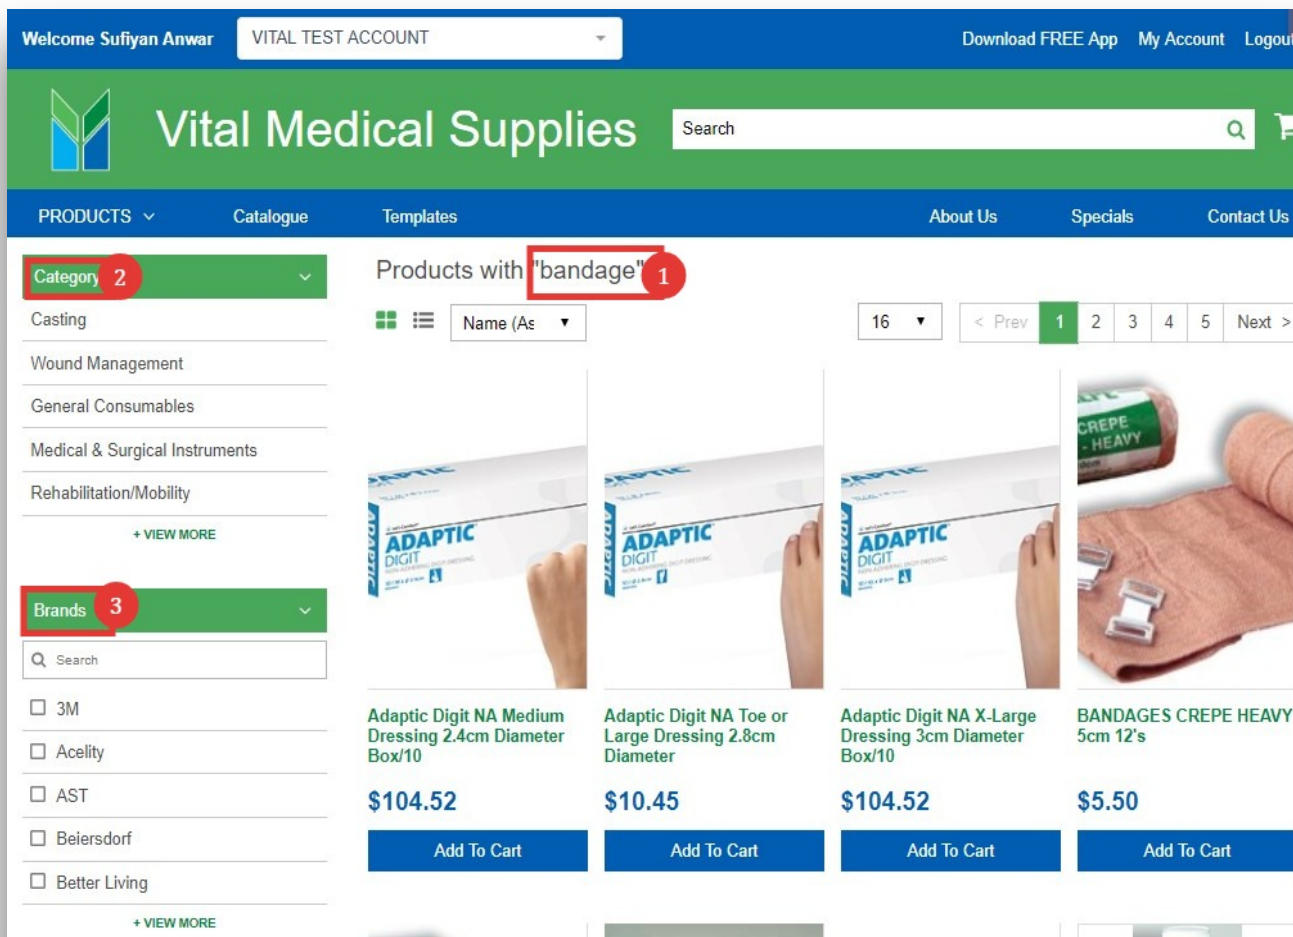 Welcome Sufiyan Anwar
VITAL TEST ACCOUNT
Download FREE App
My Account
Logout
Vital Medical Supplies
Search
PRODUCTS
Catalogue
Templates
About Us
Specials
Contact Us
Category
2
Casting
Wound Management
General Consumables
Medical & Surgical Instruments
Rehabilitation/Mobility
+ VIEW MORE
Brands
3
Search
3M
Acelity
AST
Beiersdorf
Better Living
+ VIEW MORE
Products with "bandage"
1
Name (As
16
< Prev
1
2
3
4
5
Next >
ADAPTIC
ADAPTIC
DIGIT
ADAPTIC
ADAPTIC
DIGIT
ADAPTIC
ADAPTIC
DIGIT
CREPE
- HEAVY
Adaptic Digit NA Medium
Dressing 2.4cm Diameter
Box/10
$104.52
Add To Cart
Adaptic Digit NA Toe or
Large Dressing 2.8cm
Diameter
$10.45
Add To Cart
Adaptic Digit NA X-Large
Dressing 3cm Diameter
Box/10
$104.52
Add To Cart
BANDAGES CREPE HEAVY
5cm 12's
$5.50
Add To Cart